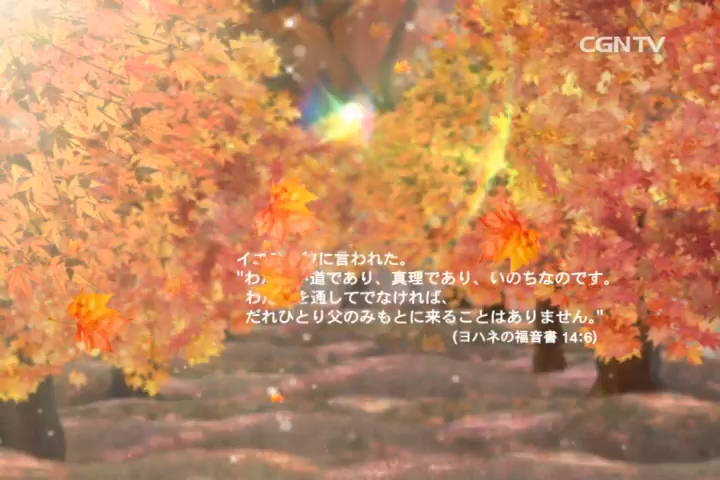 CGNTV
に言われた。
道であり、真理であり、いのちなのです。
を通してでなければ、
だれひとり父のみもとに来ることはありません。"
(ヨハネの福音書 14:6)